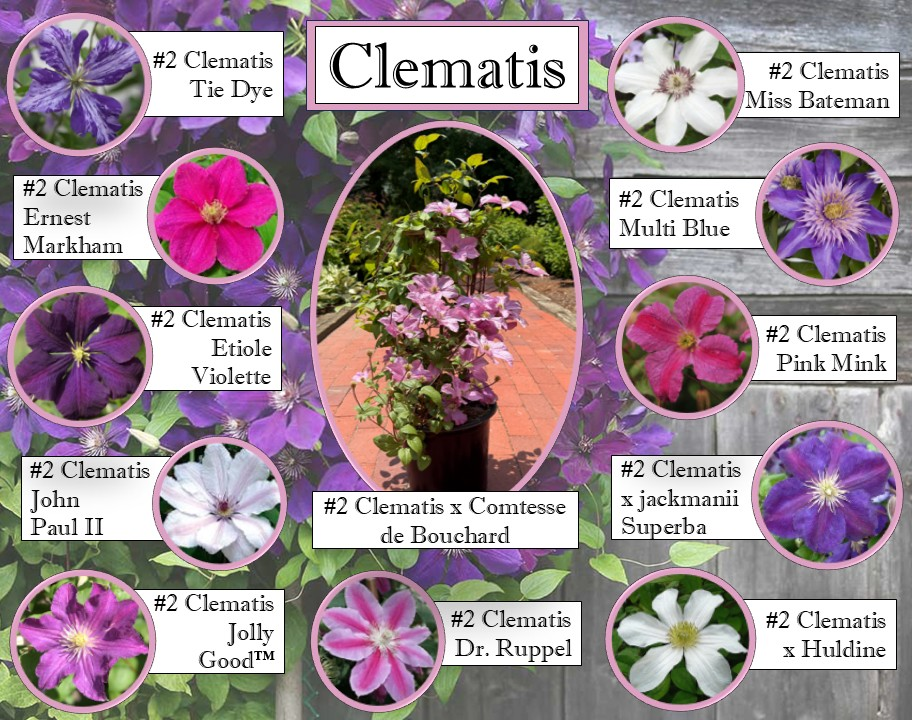 Clematis
#2 Clematis
Tie Dye
#2 Clematis
Ernest
Markham
#2 Clematis
Etiole
Violette
#2 Clematis
John
Paul II
#2 Clematis
Jolly
Good™
#2 Clematis x Comtesse
de Bouchard
#2 Clematis
Dr. Ruppel
#2 Clematis
Miss Bateman
#2 Clematis
Multi Blue
#2 Clematis
Pink Mink
#2 Clematis
x jackmanii
Superba
#2 Clematis
x Huldine